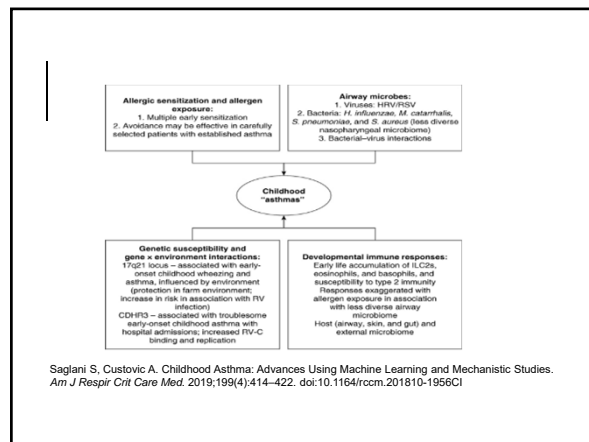 Allergic sensitization and allergen
exposure:
1. Multiple early sensitization
2. Avoidance may be effective in carefully
selected patients with established asthma
Airway microbes:
1. Viruses: HRV/RSV
2. Bacteria: H. influenzae, M. catarrhalis,
S. pneumoniae, and S. aureus (less diverse
nasopharyngeal microbiome)
3. Bacterial–virus interactions
Childhood
"asthmas"
Genetic susceptibility and
gene × environment interactions:
17q21 locus – associated with early-
onset childhood wheezing and
asthma, influenced by environment
(protection in farm environment;
increase in risk in association with RV
infection)
CDHR3 – associated with troublesome
early-onset childhood asthma with
hospital admissions; increased RV-C
binding and replication
Developmental immune responses:
Early life accumulation of ILC2s,
eosinophils, and basophils, and
susceptibility to type 2 immunity
Responses exaggerated with
allergen exposure in association
with less diverse airway
microbiome
Host (airway, skin, and gut) and
external microbiome
Saglani S, Custovic A. Childhood Asthma: Advances Using Machine Learning and Mechanistic Studies.
Am J Respir Crit Care Med. 2019;199(4):414–422. doi:10.1164/rccm.201810-1956CI